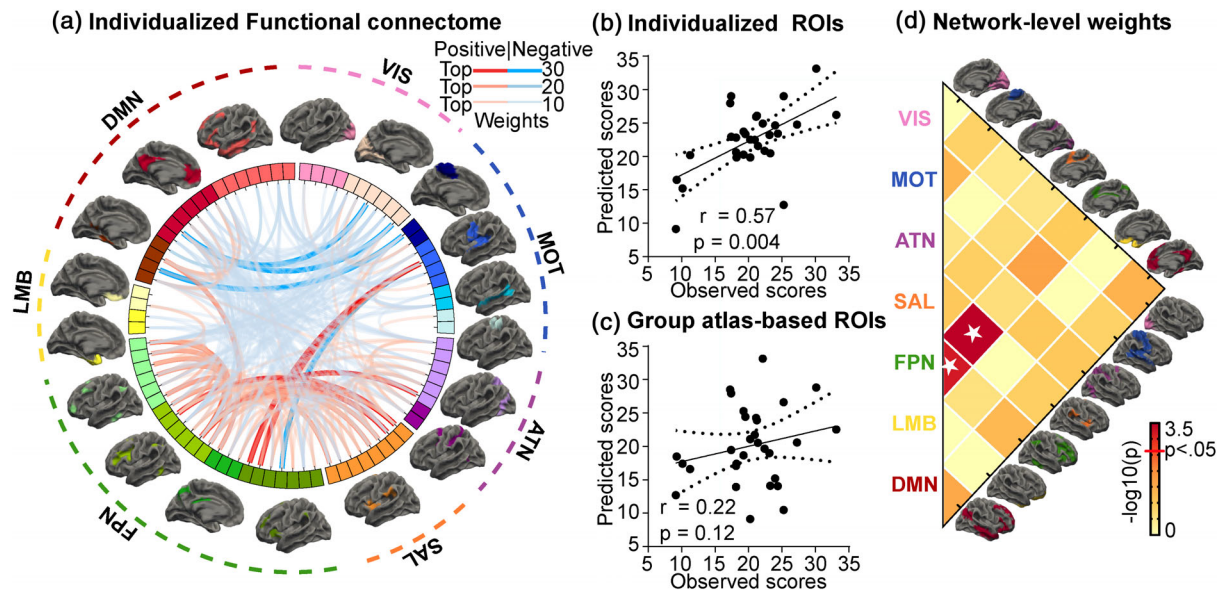 (a) Individualized Functional connectome
Positive|Negative
Top 30
Top 20
Top 10
Weights
VIS
MOT
ATN
SAL
FPN
LMB
DMN
(b) Individualized ROIs
Predicted scores
35
30
25
20
15
10
5
r = 0.57
p = 0.004
5 10 15 20 25 30 35
Observed scores
(c) Group atlas-based ROIs
Predicted scores
35
30
25
20
15
10
5
r = 0.22
p = 0.12
5 10 15 20 25 30 35
Observed scores
(d) Network-level weights
VIS
MOT
ATN
SAL
FPN
LMB
DMN
-log10(p)
3.5
p<.05
0